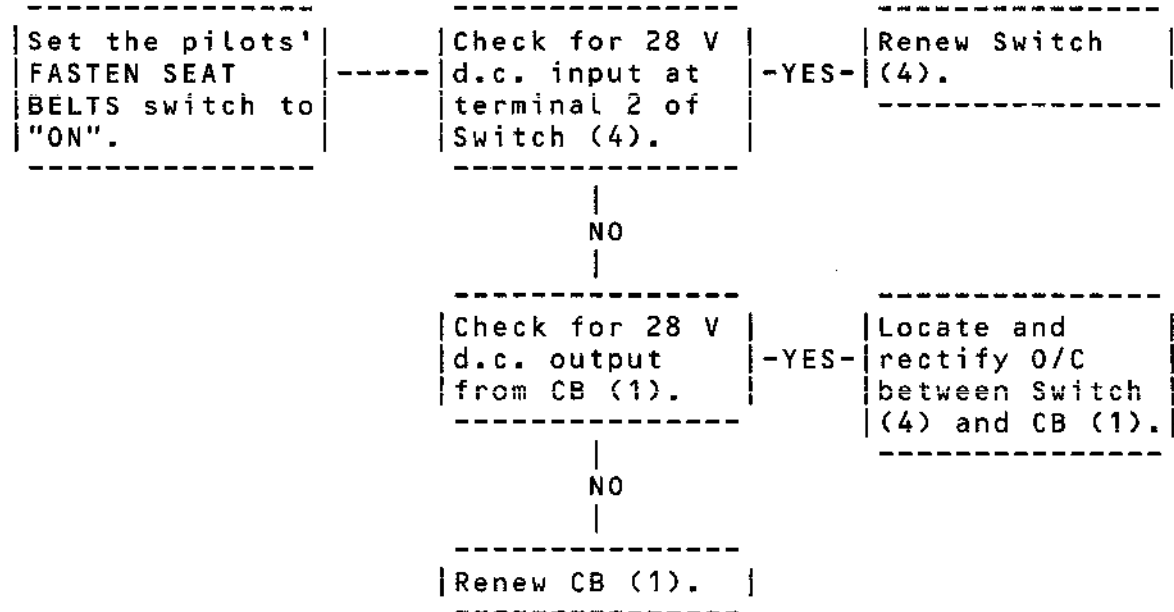 Set the pilots'
FASTEN SEAT
BELTS switch to
"ON".
Check for 28 V
d.c. input at
terminal 2 of
Switch (4).
YES
Renew Switch
(4).
NO
Check for 28 V
d.c. output
from CB (1).
YES
Locate and
rectify O/C
between Switch
(4) and CB (1).
NO
Renew CB (1).